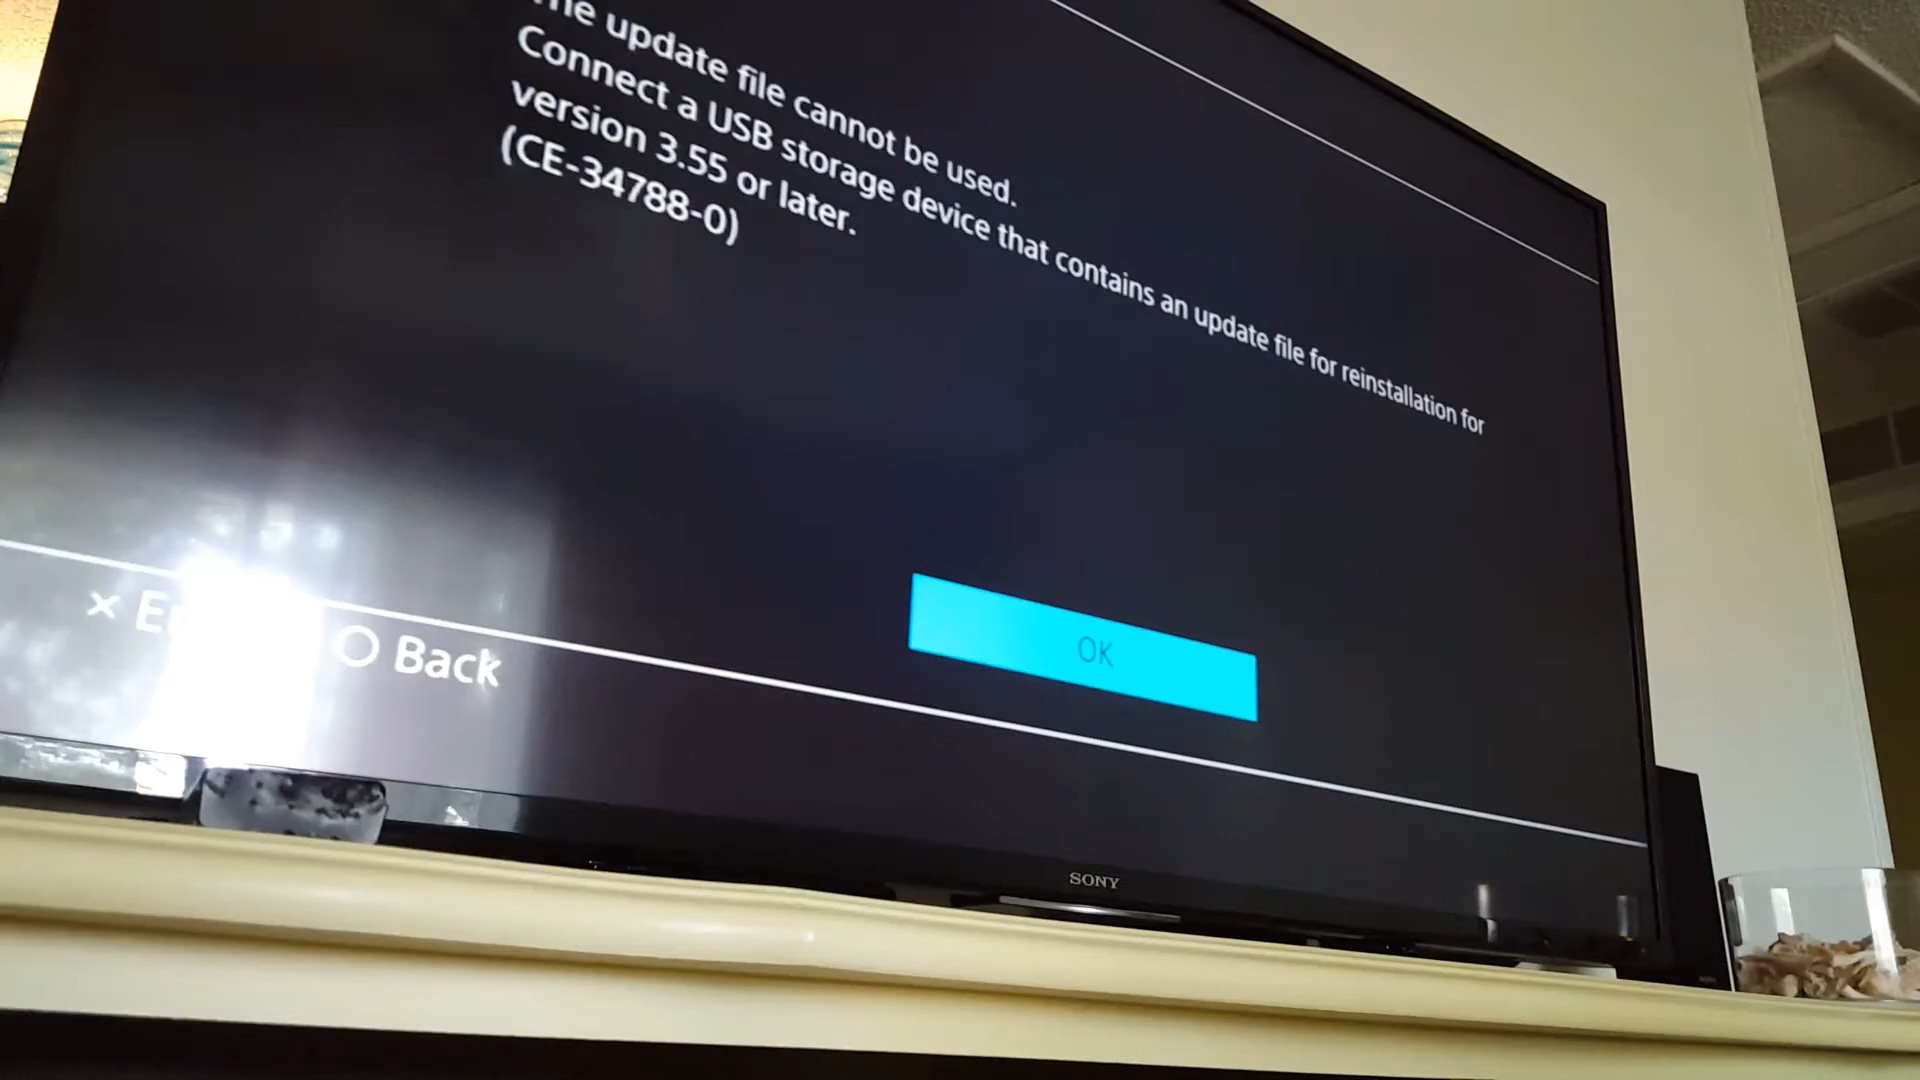 update file cannot be used.
Connect a USB storage device that contains an update file for reinstallation for
version 3.55 or later.
(CE-34788-0)
OK
× 
○ Back
SONY